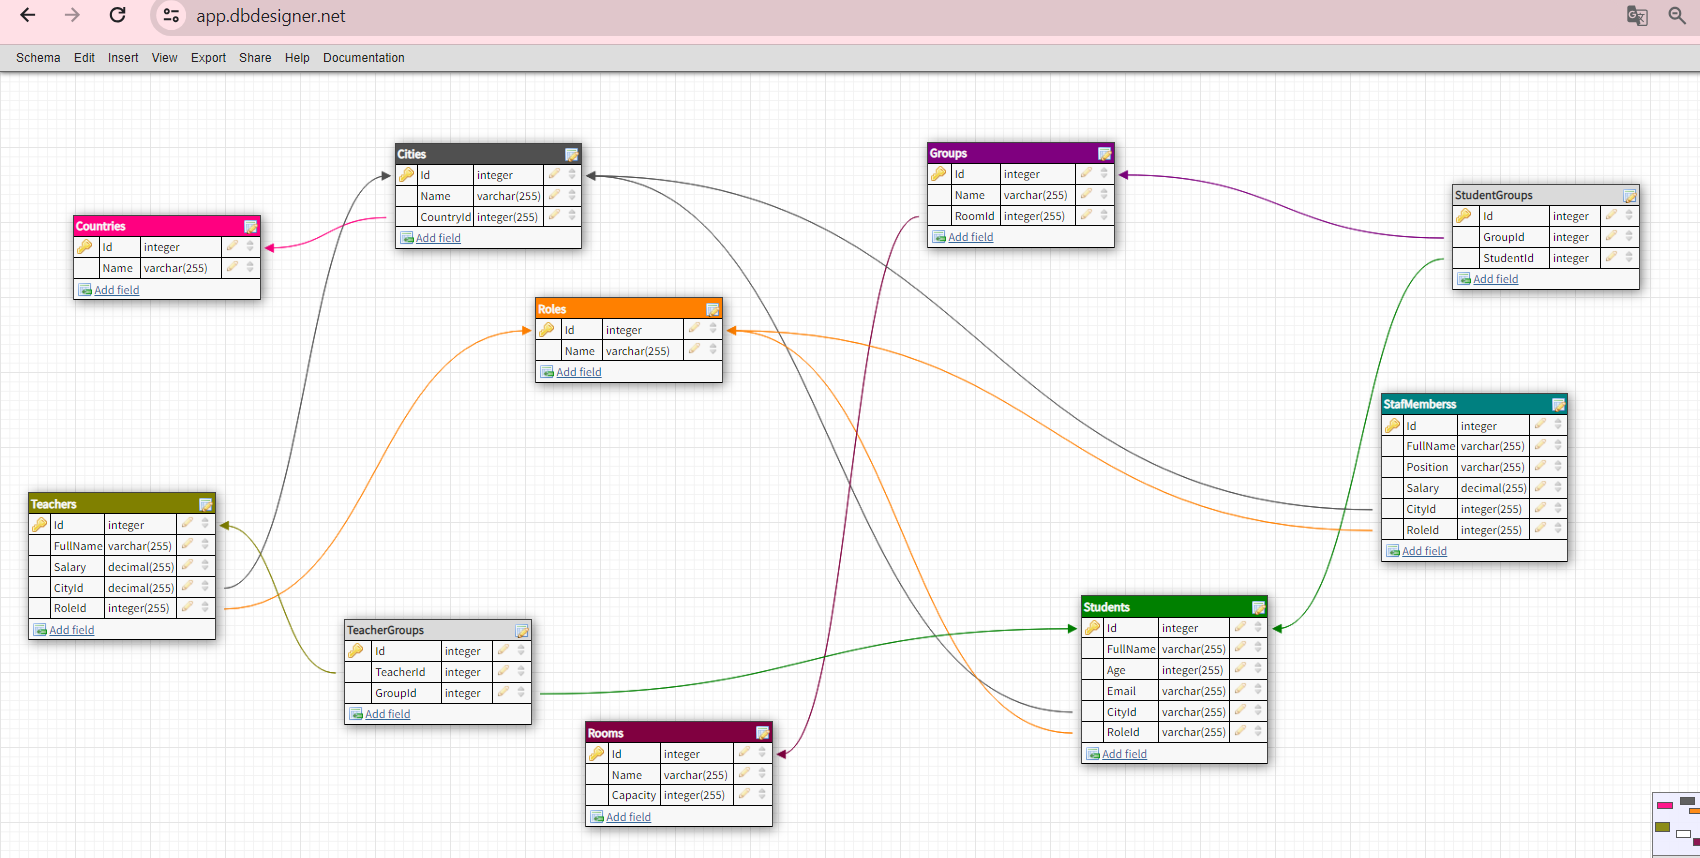 app.dbdesigner.net
Schema Edit Insert View Export Share Help Documentation
Cities
Id integer
Name varchar(255)
CountryId integer(255)
Add field
Groups
Id integer
Name varchar(255)
RoomId integer(255)
Add field
StudentGroups
Id integer
GroupId integer
StudentId integer
Add field
Countries
Id integer
Name varchar(255)
Add field
Roles
Id integer
Name varchar(255)
Add field
StafMemberss
Id integer
FullName varchar(255)
Position varchar(255)
Salary decimal(255)
CityId integer(255)
RoleId integer(255)
Add field
Teachers
Id integer
FullName varchar(255)
Salary decimal(255)
CityId decimal(255)
RoleId integer(255)
Add field
TeacherGroups
Id integer
TeacherId integer
GroupId integer
Add field
Students
Id integer
FullName varchar(255)
Age integer(255)
Email varchar(255)
CityId varchar(255)
RoleId varchar(255)
Add field
Rooms
Id integer
Name varchar(255)
Capacity integer(255)
Add field